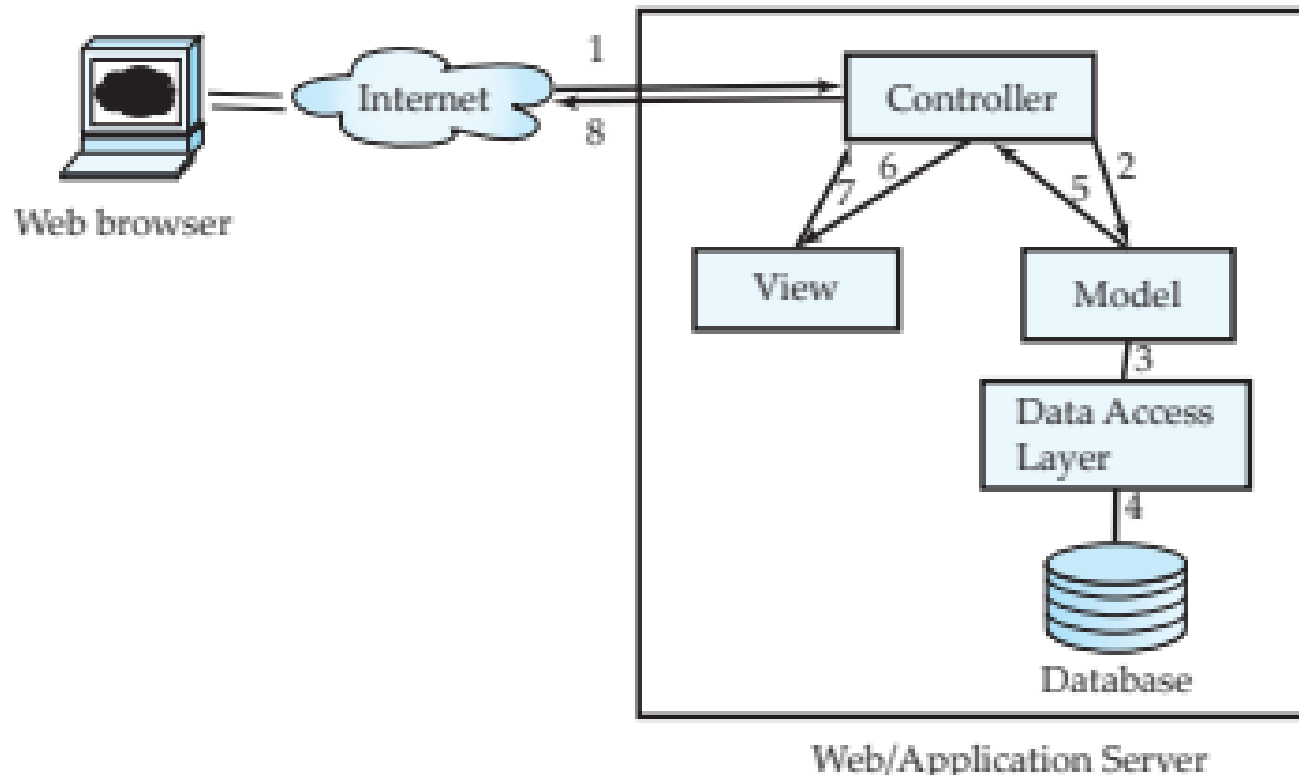 1
Internet
Controller
8
Web browser
7
6
5
2
View
Model
3
Data Access
Layer
4
Database
Web/Application Server